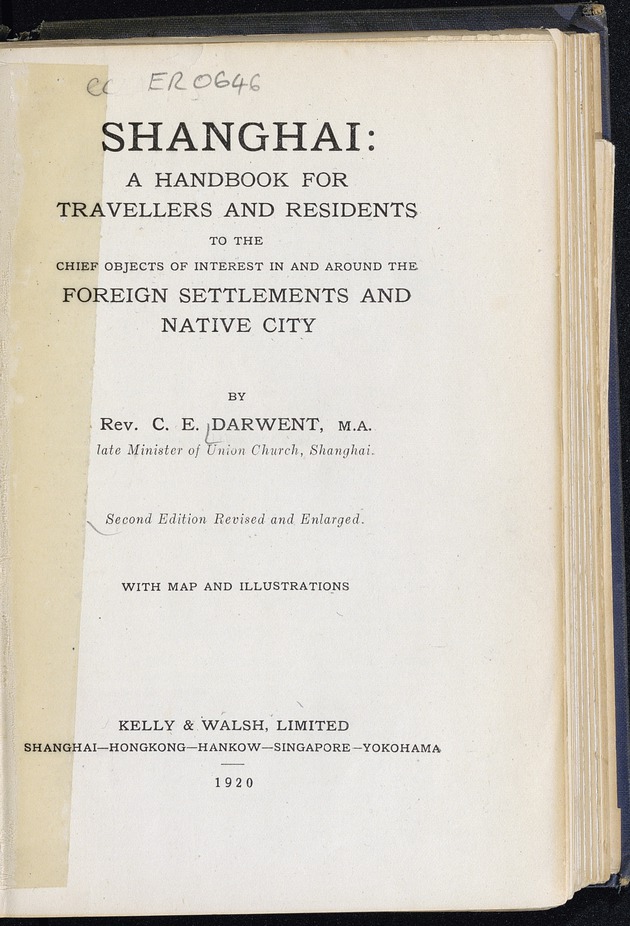 cc ER0646
SHANGHAI:
A HANDBOOK FOR
TRAVELLERS AND RESIDENTS
TO THE
CHIEF OBJECTS OF INTEREST IN AND AROUND THE
FOREIGN SETTLEMENTS AND
NATIVE CITY
BY
Rev. C. E. DARWENT, M.A.
late Minister of Union Church, Shanghai.
Second Edition Revised and Enlarged.
WITH MAP AND ILLUSTRATIONS
KELLY & WALSH, LIMITED
SHANGHAI—HONGKONG—HANKOW—SINGAPORE—YOKOHAMA
1920